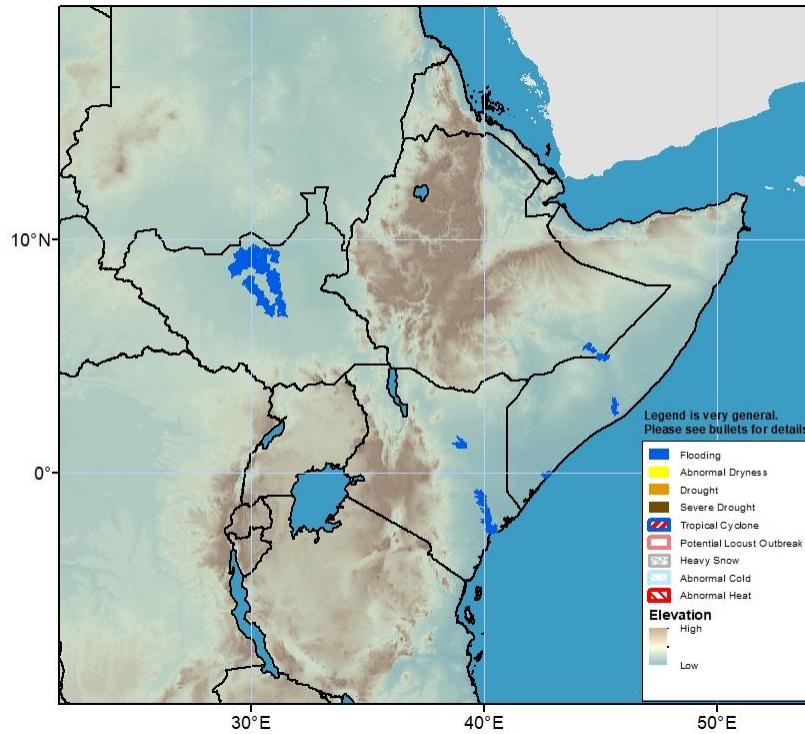 10°N
0°
30°E
40°E
50°E
Legend is very general.
Please see bullets for details
Flooding
Abnormal Dryness
Drought
Severe Drought
Tropical Cyclone
Potential Locust Outbreak
Heavy Snow
Abnormal Cold
Abnormal Heat
Elevation
High
Low